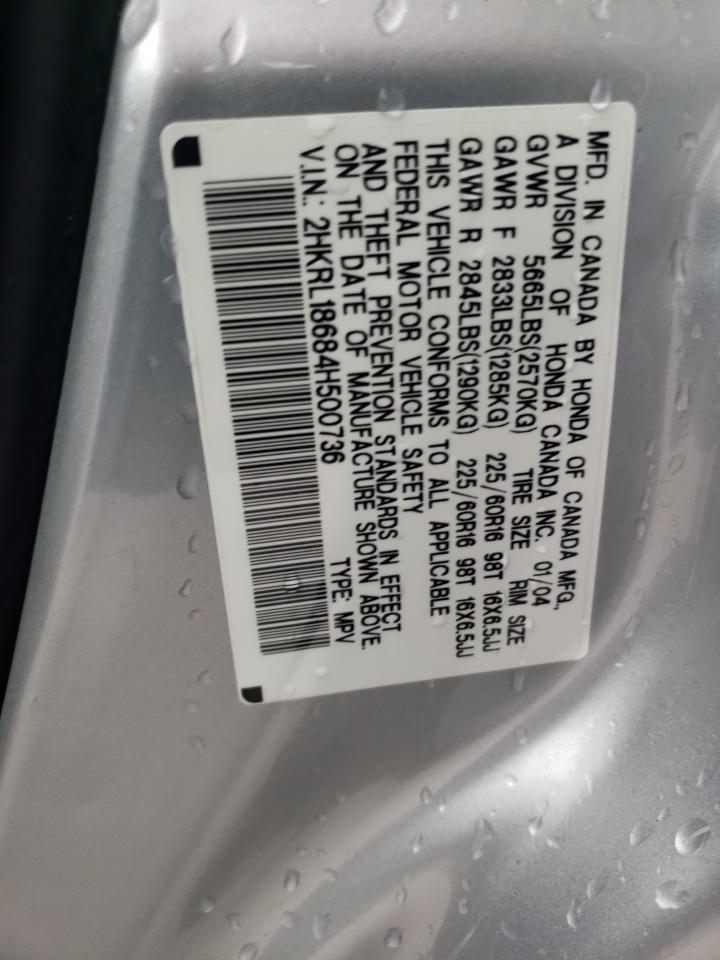 MFD. IN CANADA BY HONDA OF CANADA MFG.,
A DIVISION OF HONDA CANADA INC. 01/04
GVWR 5665LBS(2570KG) TIRE SIZE RIM SIZE
GAWR F 2833LBS(1285KG) 225/60R16 98T 16X6.5JJ
GAWR R 2845LBS(1290KG) 225/60R16 98T 16X6.5JJ
THIS VEHICLE CONFORMS TO ALL APPLICABLE
FEDERAL MOTOR VEHICLE SAFETY
AND THEFT PREVENTION STANDARDS IN EFFECT
ON THE DATE OF MANUFACTURE SHOWN ABOVE.
V.I.N.: 2HKRL18684H500736 TYPE: MPV